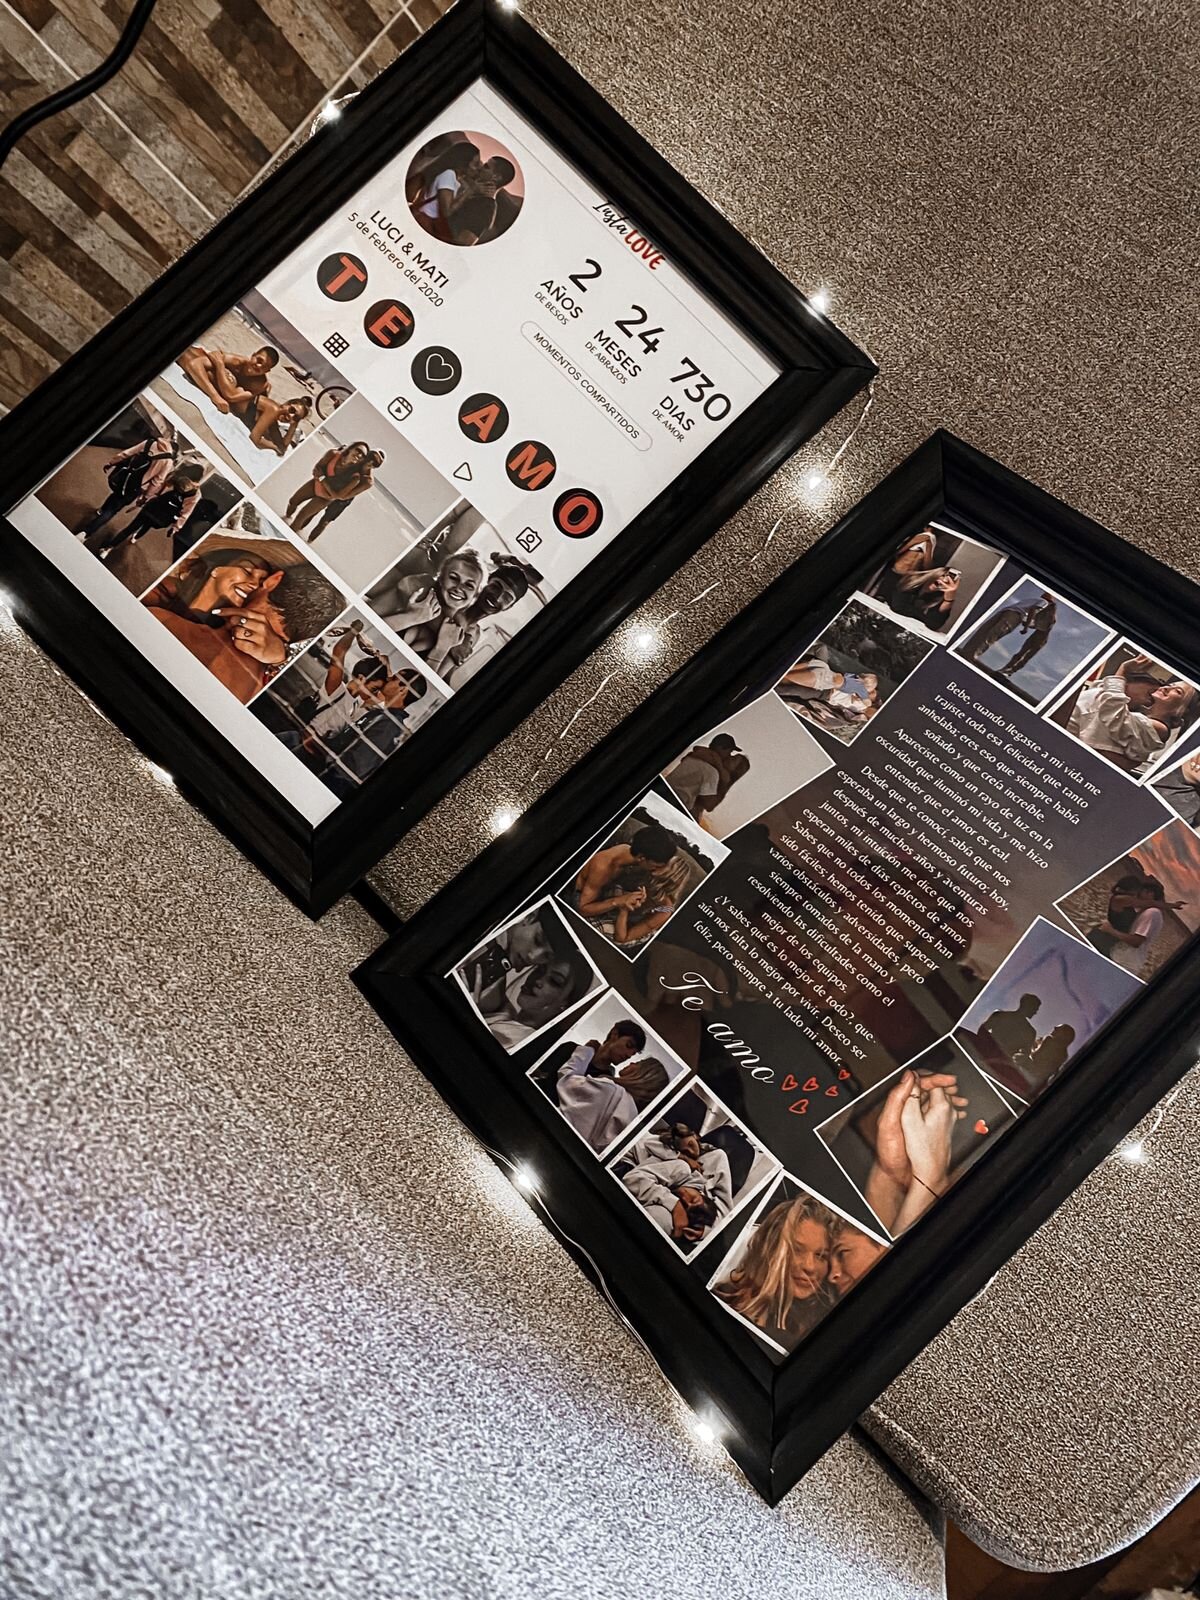 Insta LOVE
LUCI & MATI
5 de Febrero del 2020
2
AÑOS
DE BESOS
24
MESES
DE ABRAZOS
730
DIAS
DE AMOR
MOMENTOS COMPARTIDOS
T E A M O
Bebe, cuando llegaste a mi vida me
trajiste toda esa felicidad que tanto
anhelaba; eres eso que siempre había
soñado y que creía increíble.
Apareciste como un rayo de luz en la
oscuridad que iluminó mi vida y me hizo
entender que el amor es real.
Desde que te conocí, sabía que nos
esperaba un largo y hermoso futuro; hoy,
después de muchos años y aventuras
juntos, mi intuición me dice que nos
esperan miles de días repletos de amor.
Sabes que no todos los momentos han
sido fáciles, hemos tenido que superar
varios obstáculos y adversidades, pero
siempre tomados de la mano y
resolviendo las dificultades como el
mejor de los equipos.
¿Y sabes qué es lo mejor de todo?, que
aún nos falta lo mejor por vivir. Deseo ser
feliz, pero siempre a tu lado mi amor.
Te amo